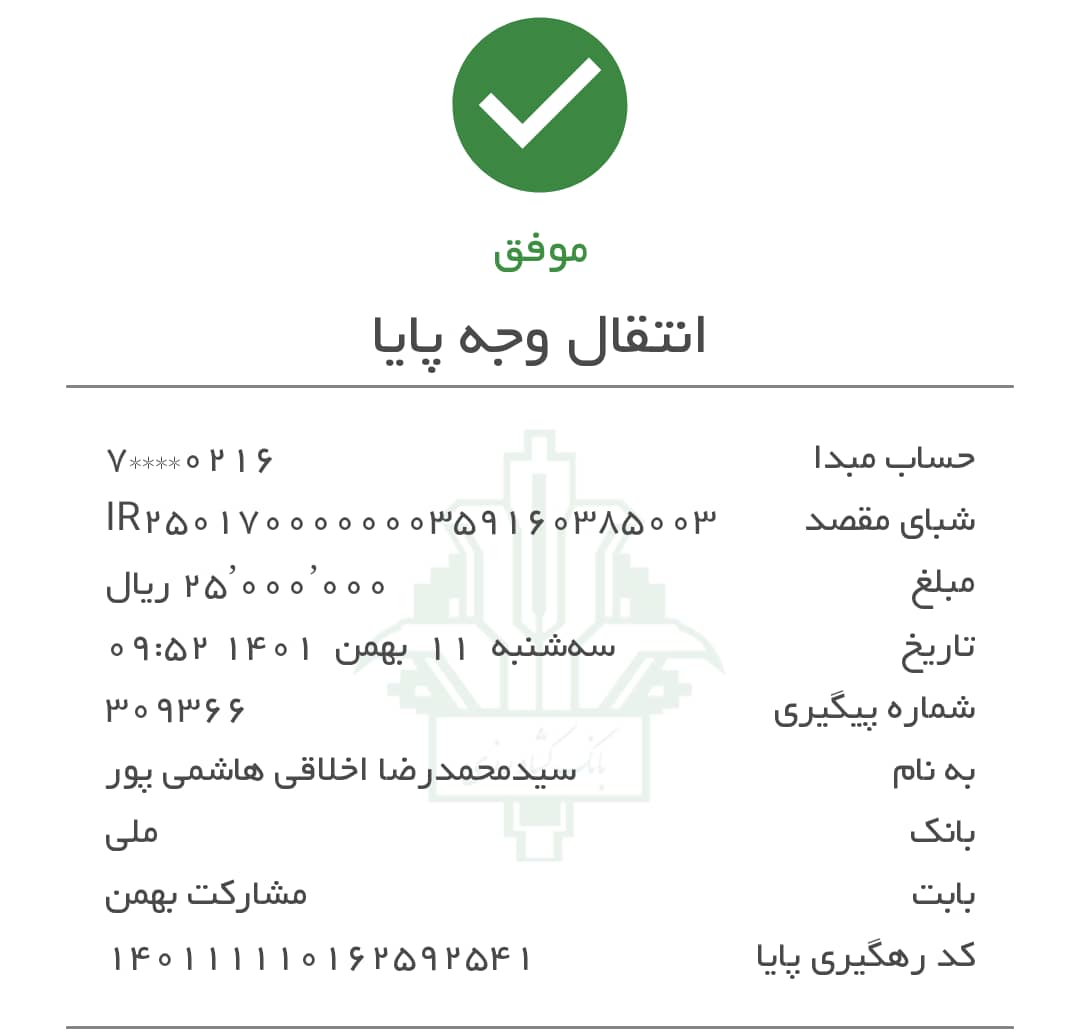 موفق
انتقال وجه پایا
حساب مبدا ۷****۰۲۱۶
شبای مقصد IR۲۵۰۱۷۰۰۰۰۰۰۰۳۵۹۱۶۰۳۸۵۰۰۳
مبلغ ۲۵٬۰۰۰٬۰۰۰ ریال
تاریخ سه‌شنبه ۱۱ بهمن ۱۴۰۱ ۰۹:۵۲
شماره پیگیری ۳۰۹۳۶۶
به نام سیدمحمدرضا اخلاقی هاشمی پور
بانک ملی
بابت مشارکت بهمن
کد رهگیری پایا ۱۴۰۱۱۱۱۱۰۱۶۲۵۹۲۵۴۱
بانک کشاورزی